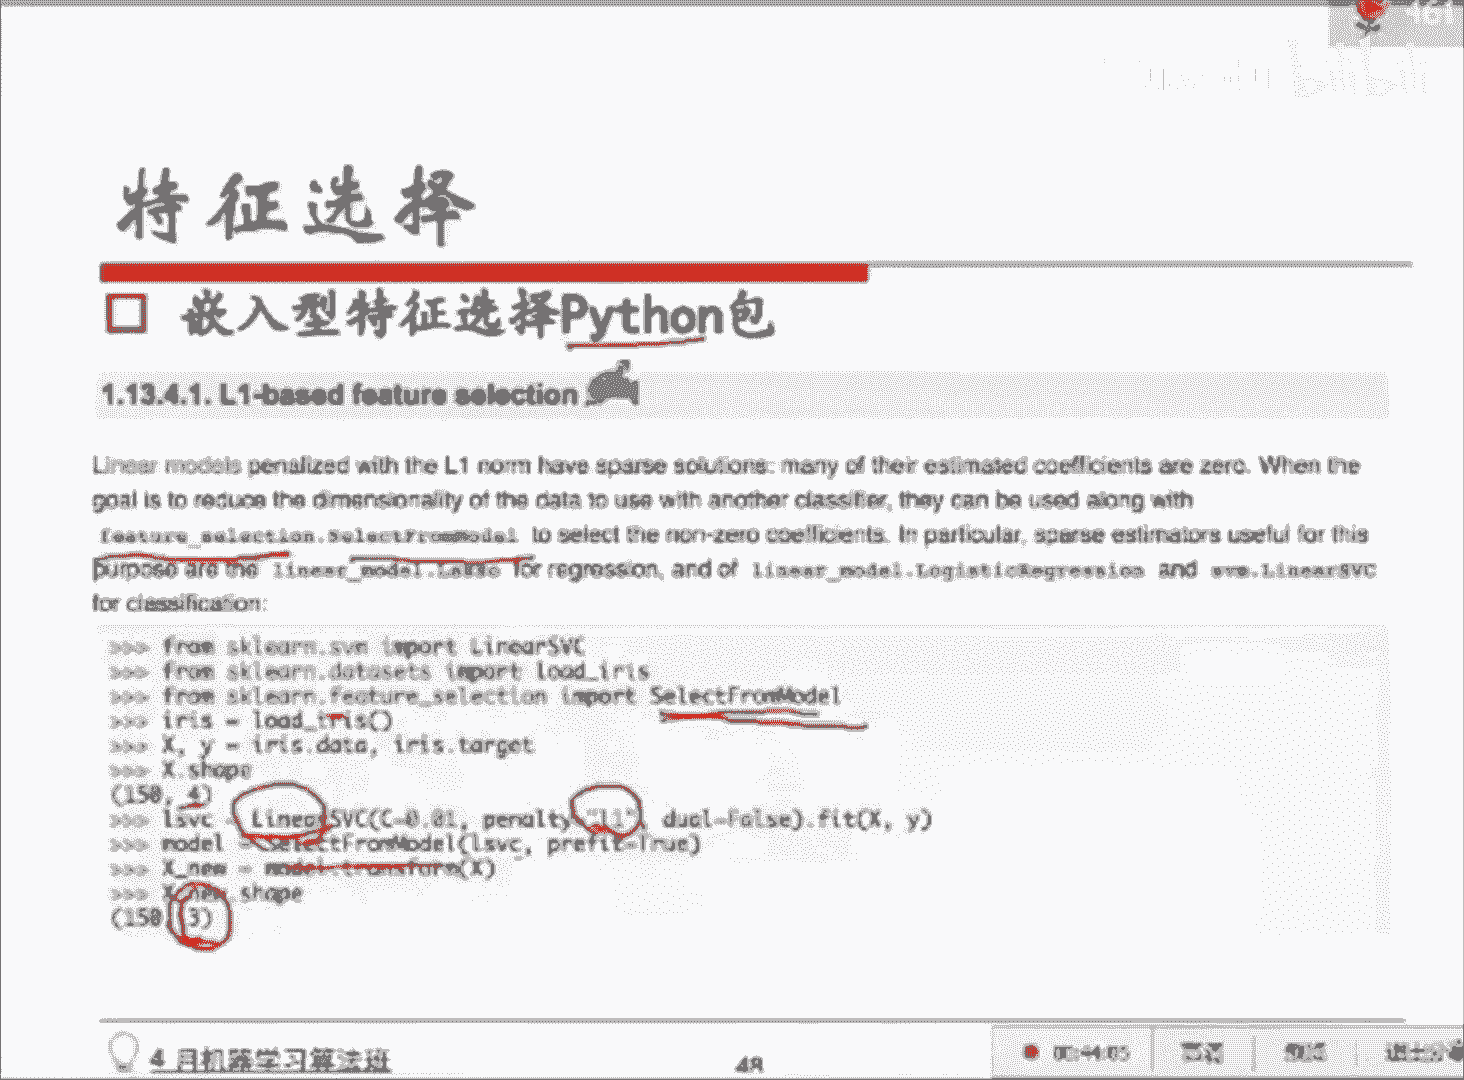 161
bilibili
特征选择
嵌入型特征选择Python包
1.13.4.1. L1-based feature selection
Linear models penalized with the L1 norm have sparse solutions: many of their estimated coefficients are zero. When the
goal is to reduce the dimensionality of the data to use with another classifier, they can be used along with
feature_selection.SelectFromModel to select the non-zero coefficients. In particular, sparse estimators useful for this
purpose are the linear_model.Lasso for regression, and of linear_model.LogisticRegression and svm.LinearSVC
for classification:
>>> from sklearn.svm import LinearSVC
>>> from sklearn.datasets import load_iris
>>> from sklearn.feature_selection import SelectFromModel
>>> iris = load_iris()
>>> X, y = iris.data, iris.target
>>> X.shape
(150, 4)
>>> lsvc = LinearSVC(C=0.01, penalty="l1", dual=False).fit(X, y)
>>> model = SelectFromModel(lsvc, prefit=True)
>>> X_new = model.transform(X)
>>> X_new.shape
(150, 3)
4月机器学习算法班
48